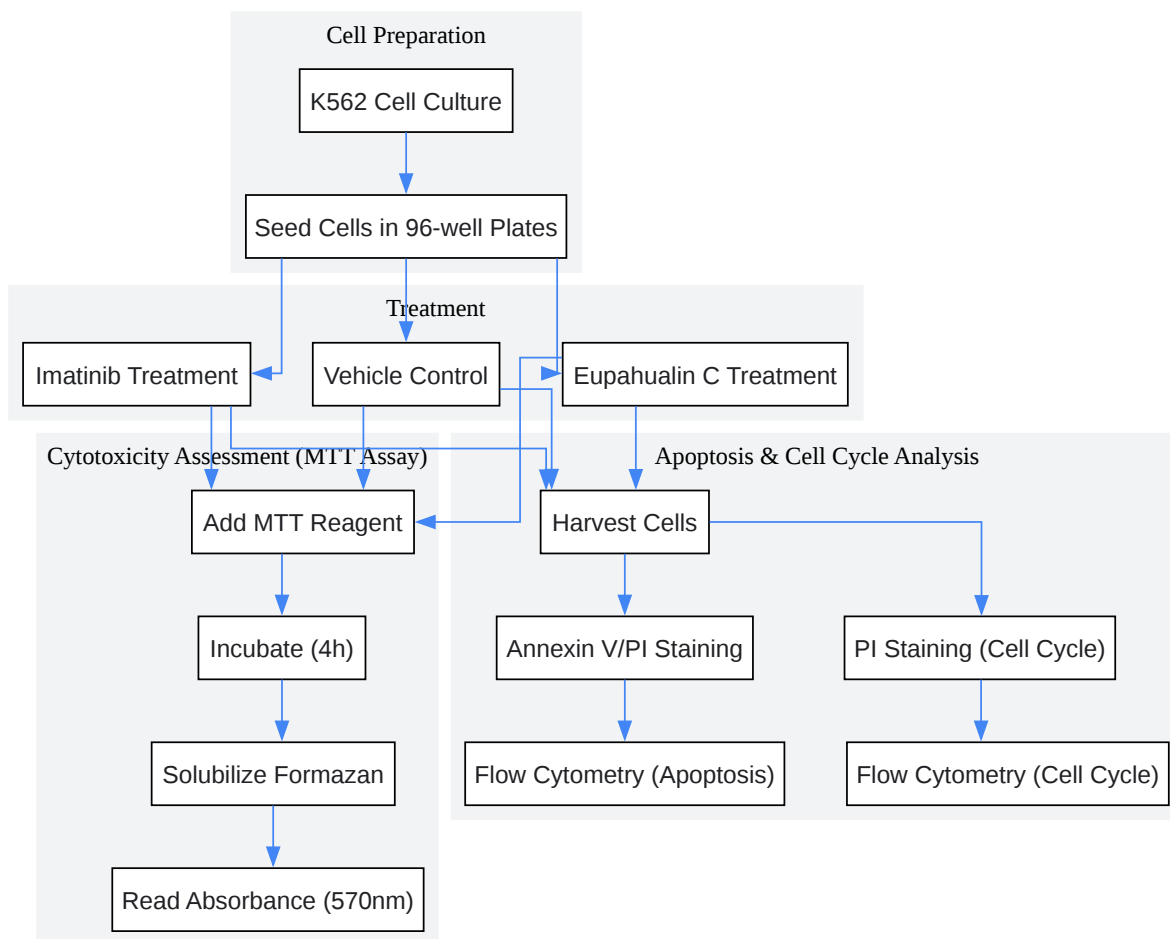 Cell Preparation
K562 Cell Culture
Seed Cells in 96-well Plates
Treatment
Imatinib Treatment
Vehicle Control
Eupahualin C Treatment
Cytotoxicity Assessment (MTT Assay)
Apoptosis & Cell Cycle Analysis
Add MTT Reagent
Harvest Cells
Incubate (4h)
Annexin V/PI Staining
PI Staining (Cell Cycle)
Solubilize Formazan
Flow Cytometry (Apoptosis)
Flow Cytometry (Cell Cycle)
Read Absorbance (570nm)